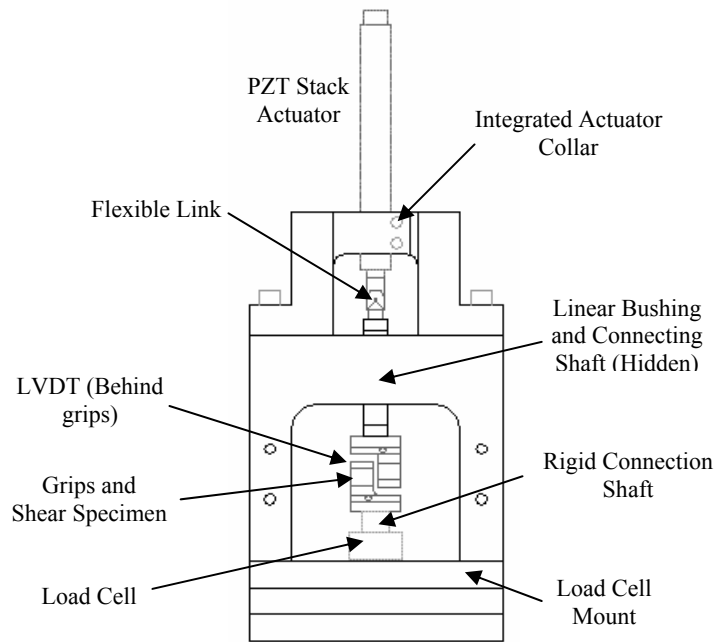 PZT Stack
Actuator
Integrated Actuator
Collar
Flexible Link
Linear Bushing
and Connecting
Shaft (Hidden)
LVDT (Behind
grips)
Rigid Connection
Shaft
Grips and
Shear Specimen
Load Cell
Load Cell
Mount